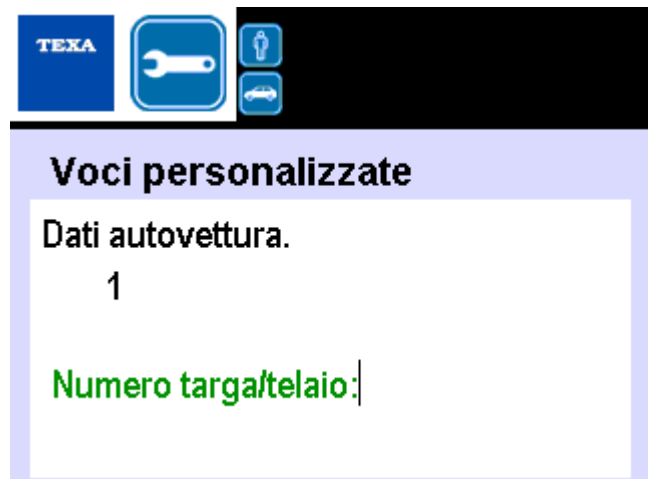 TEXA
Voci personalizzate
Dati autovettura.
1
Numero targa/telaio: